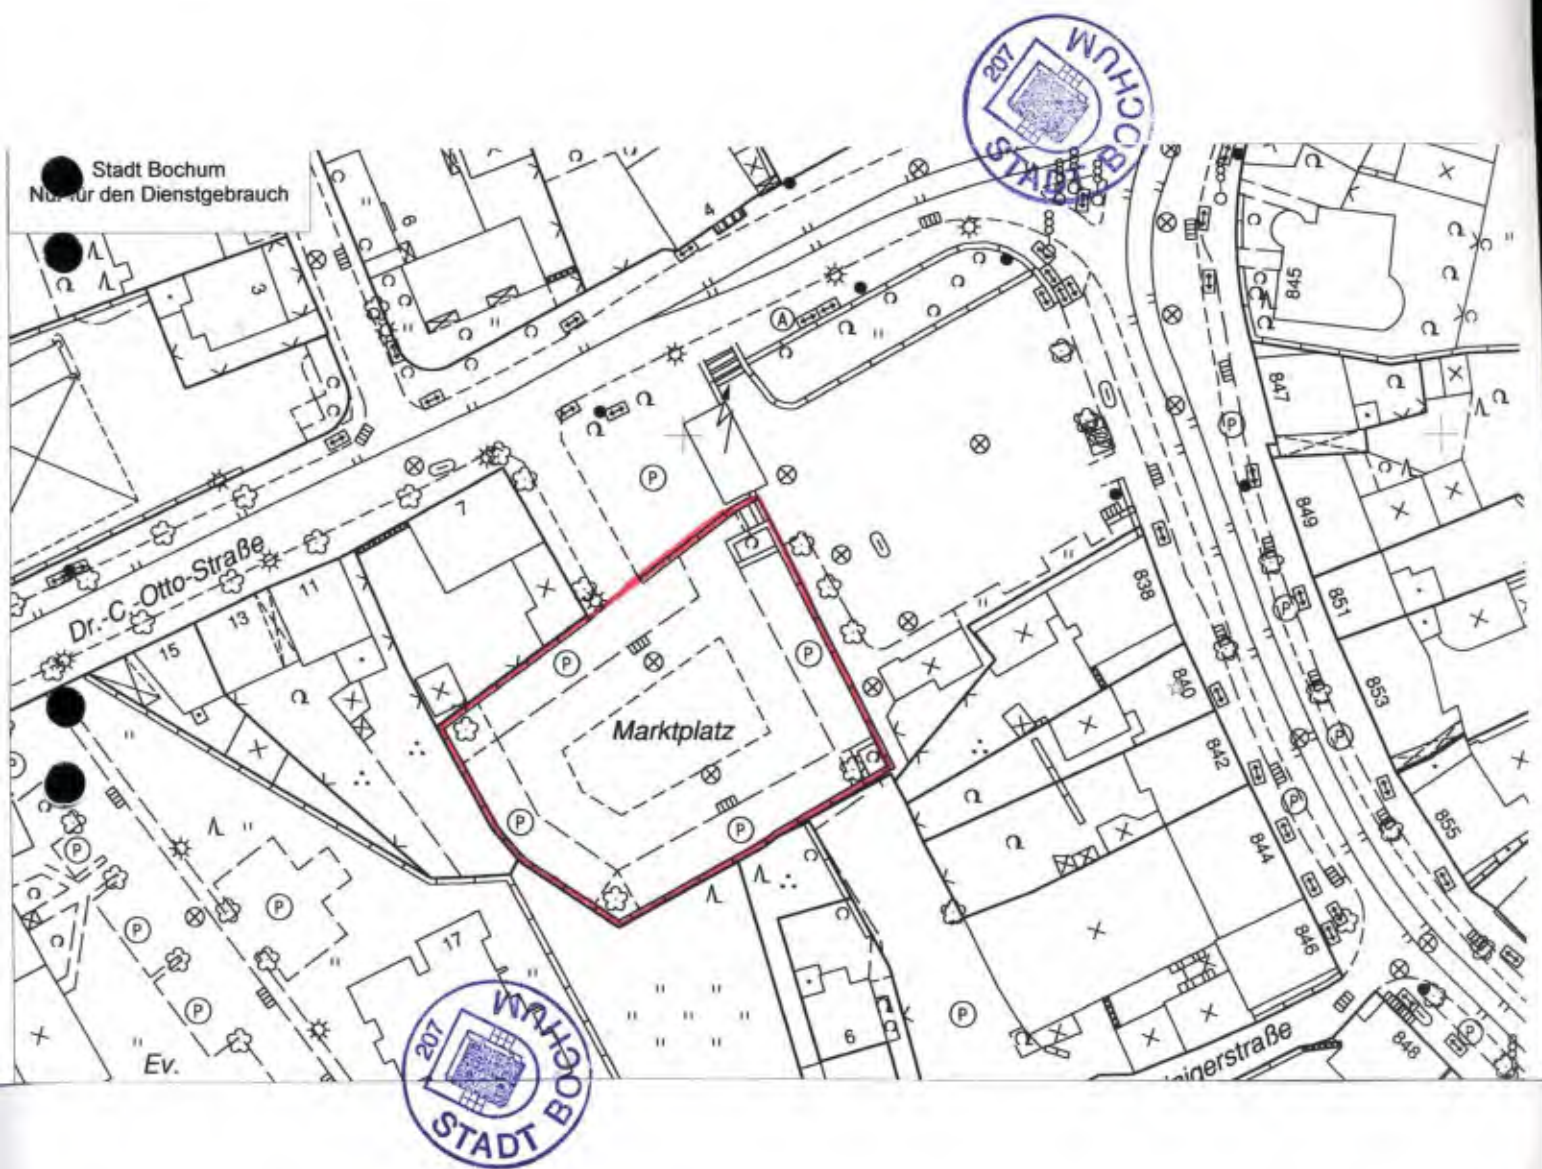 STADT BOCHUM
207
Stadt Bochum
Nur für den Dienstgebrauch
6
4
3
845
A
847
P
P
7
849
Dr.-C.-Otto-Straße
11
13
15
838
851
P
P
P
P
840
853
Marktplatz
842
P
P
P
P
P
855
844
P
P
17
846
P
P
6
848
Ev.
STADT BOCHUM
207